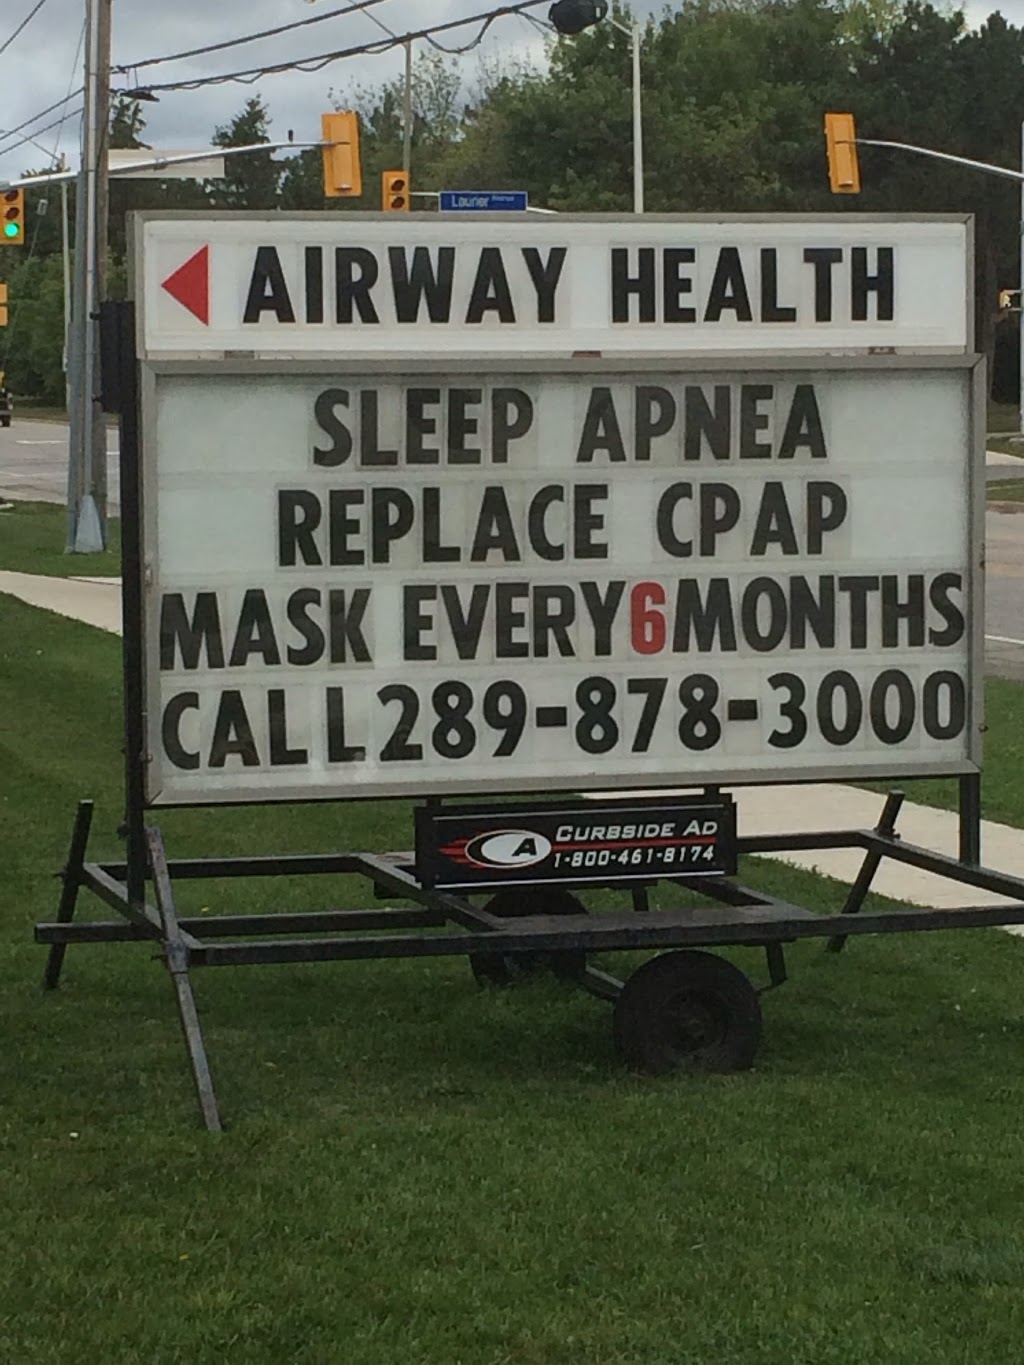 Laurier Avenue
AIRWAY HEALTH
SLEEP APNEA
REPLACE CPAP
MASK EVERY 6 MONTHS
CALL 289-878-3000
A
CURBSIDE AD
1-800-461-8174